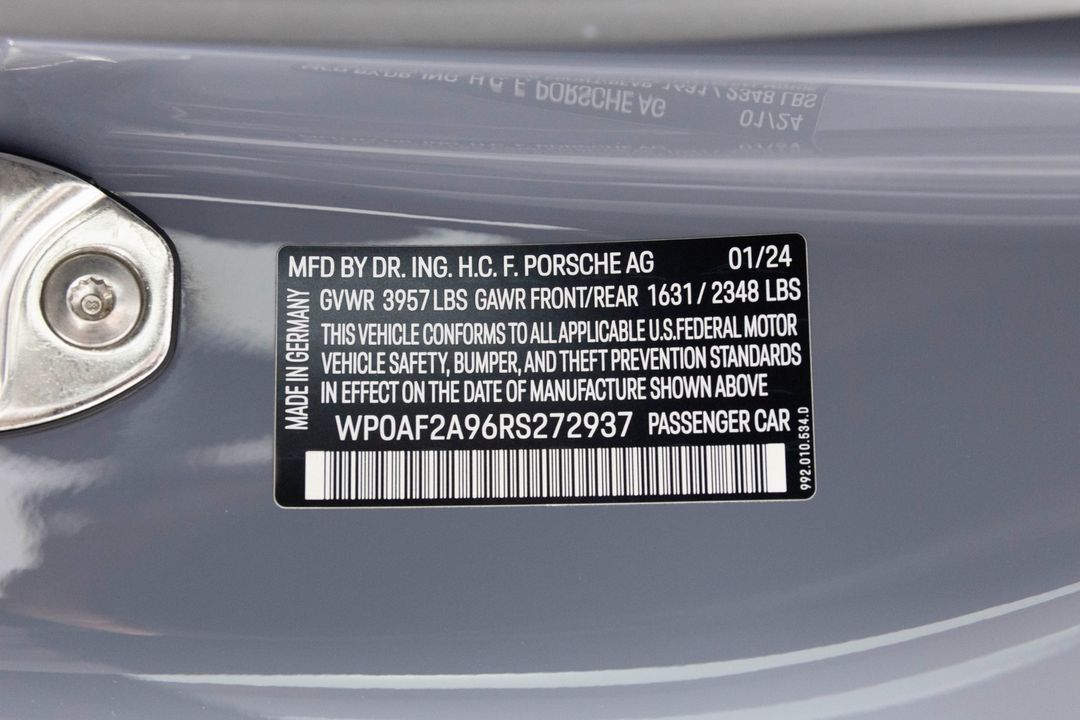 MFD BY DR. ING. H.C. F. PORSCHE AG 01/24
GVWR 3957 LBS GAWR FRONT/REAR 1631 / 2348 LBS
THIS VEHICLE CONFORMS TO ALL APPLICABLE U.S.FEDERAL MOTOR
VEHICLE SAFETY, BUMPER, AND THEFT PREVENTION STANDARDS
IN EFFECT ON THE DATE OF MANUFACTURE SHOWN ABOVE
WP0AF2A96RS272937 PASSENGER CAR
MADE IN GERMANY
992.010.534.D